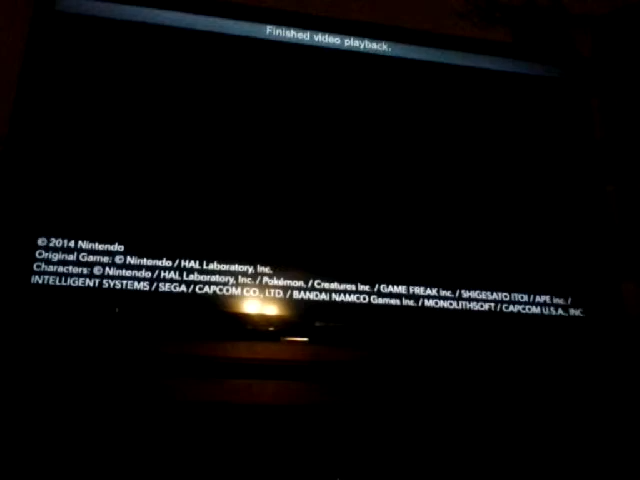 Finished video playback.
© 2014 Nintendo
Original Game: © Nintendo / HAL Laboratory, Inc.
Characters: © Nintendo / HAL Laboratory, Inc. / Pokémon. / Creatures Inc. / GAME FREAK inc. / SHIGESATO ITOI / APE inc. /
INTELLIGENT SYSTEMS / SEGA / CAPCOM CO., LTD. / BANDAI NAMCO Games Inc. / MONOLITHSOFT / CAPCOM U.S.A., INC.